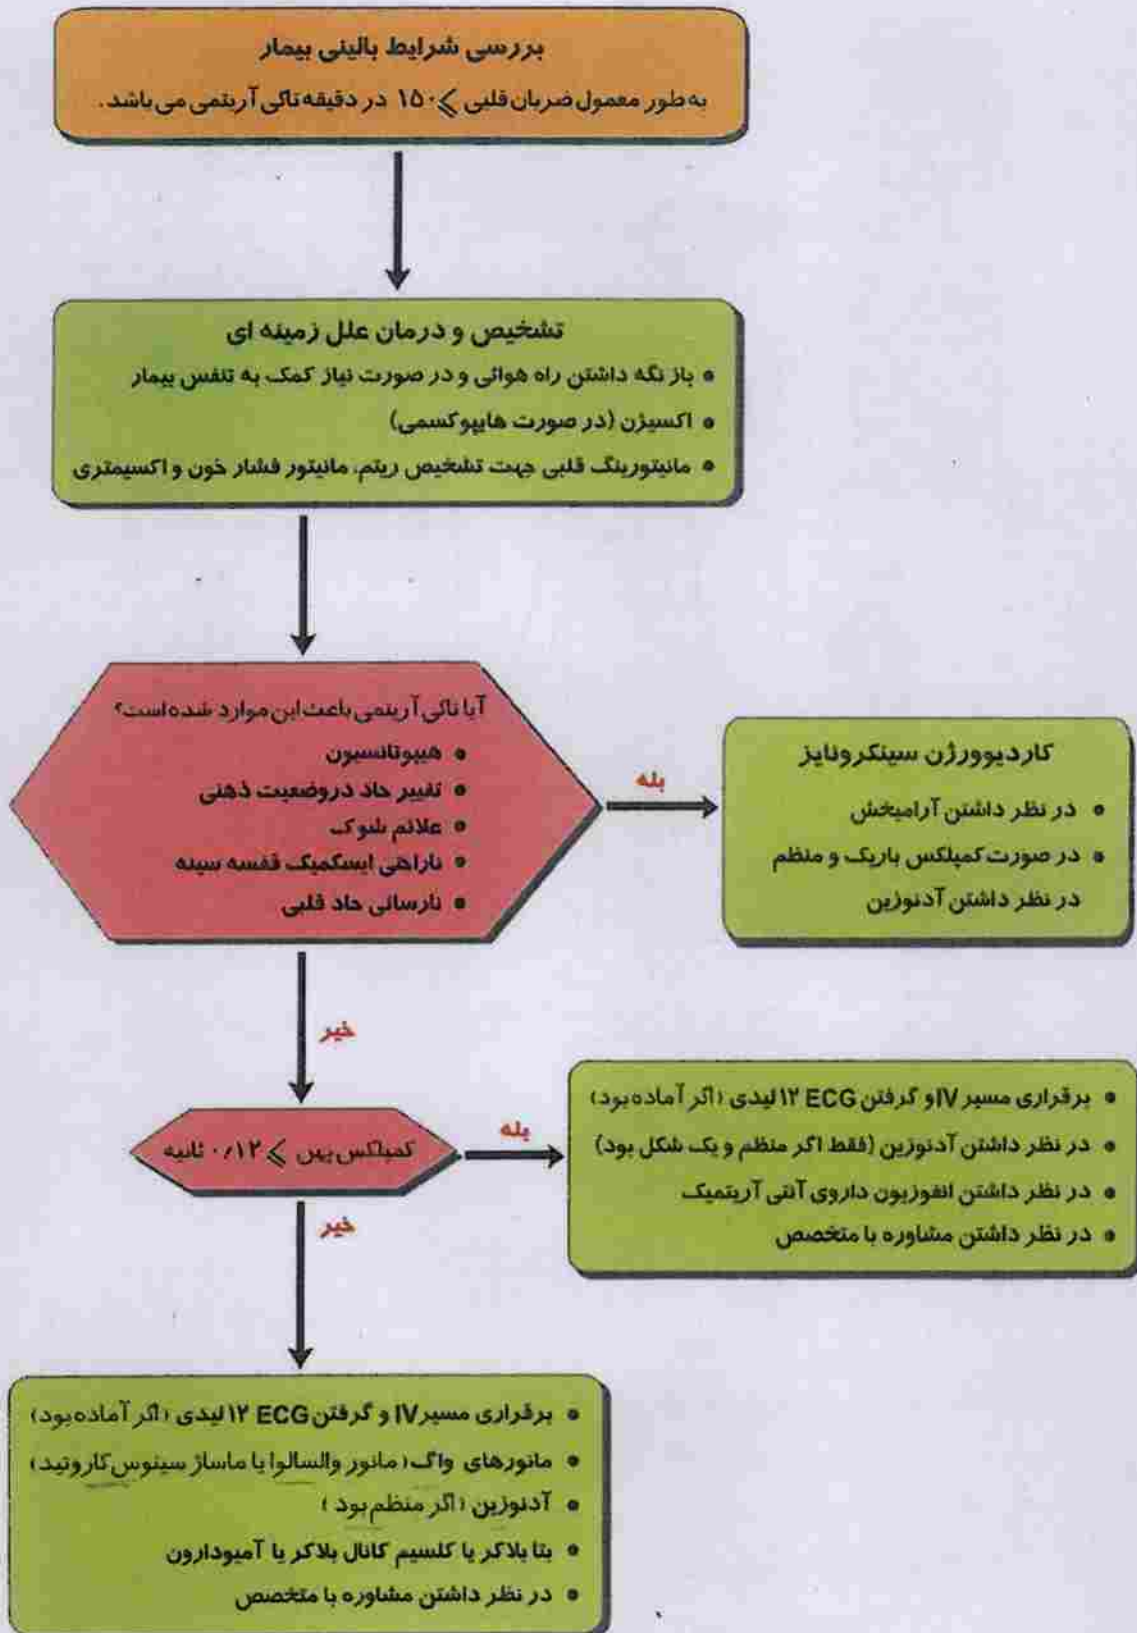 بررسی شرایط بالینی بیمار
به طور معمول ضربان قلبی ⩾ ۱۵۰ در دقیقه تاکی آریتمی می باشد.
تشخیص و درمان علل زمینه ای
• باز نگه داشتن راه هوائی و در صورت نیاز کمک به تنفس بیمار
• اکسیژن (در صورت هایپوکسمی)
• مانیتورینگ قلبی جهت تشخیص ریتم، مانیتور فشار خون و اکسیمتری
آیا تاکی آریتمی باعث این موارد شده است؟
• هیپوتانسیون
• تغییر حاد در وضعیت ذهنی
• علائم شوک
• ناراحتی ایسکمیک قفسه سینه
• نارسائی حاد قلبی
بله
کاردیوورژن سینکرونایز
• در نظر داشتن آرامبخش
• در صورت کمپلکس باریک و منظم
در نظر داشتن آدنوزین
خیر
کمپلکس پهن ⩾ ۰٫۱۲ ثانیه
بله
• برقراری مسیر IV و گرفتن ECG ۱۲ لیدی (اگر آماده بود)
• در نظر داشتن آدنوزین (فقط اگر منظم و یک شکل بود)
• در نظر داشتن انفوزیون داروی آنتی آریتمیک
• در نظر داشتن مشاوره با متخصص
خیر
• برقراری مسیر IV و گرفتن ECG ۱۲ لیدی (اگر آماده بود)
• مانورهای واگ (مانور والسالوا یا ماساژ سینوس کاروتید)
• آدنوزین (اگر منظم بود)
• بتا بلاکر یا کلسیم کانال بلاکر یا آمیودارون
• در نظر داشتن مشاوره با متخصص